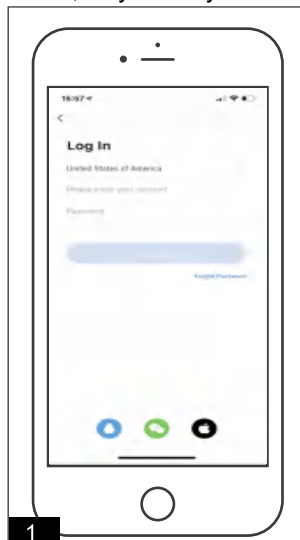 15:57
Log In
United States of America
Please enter your account
Password
Forgot Password
1